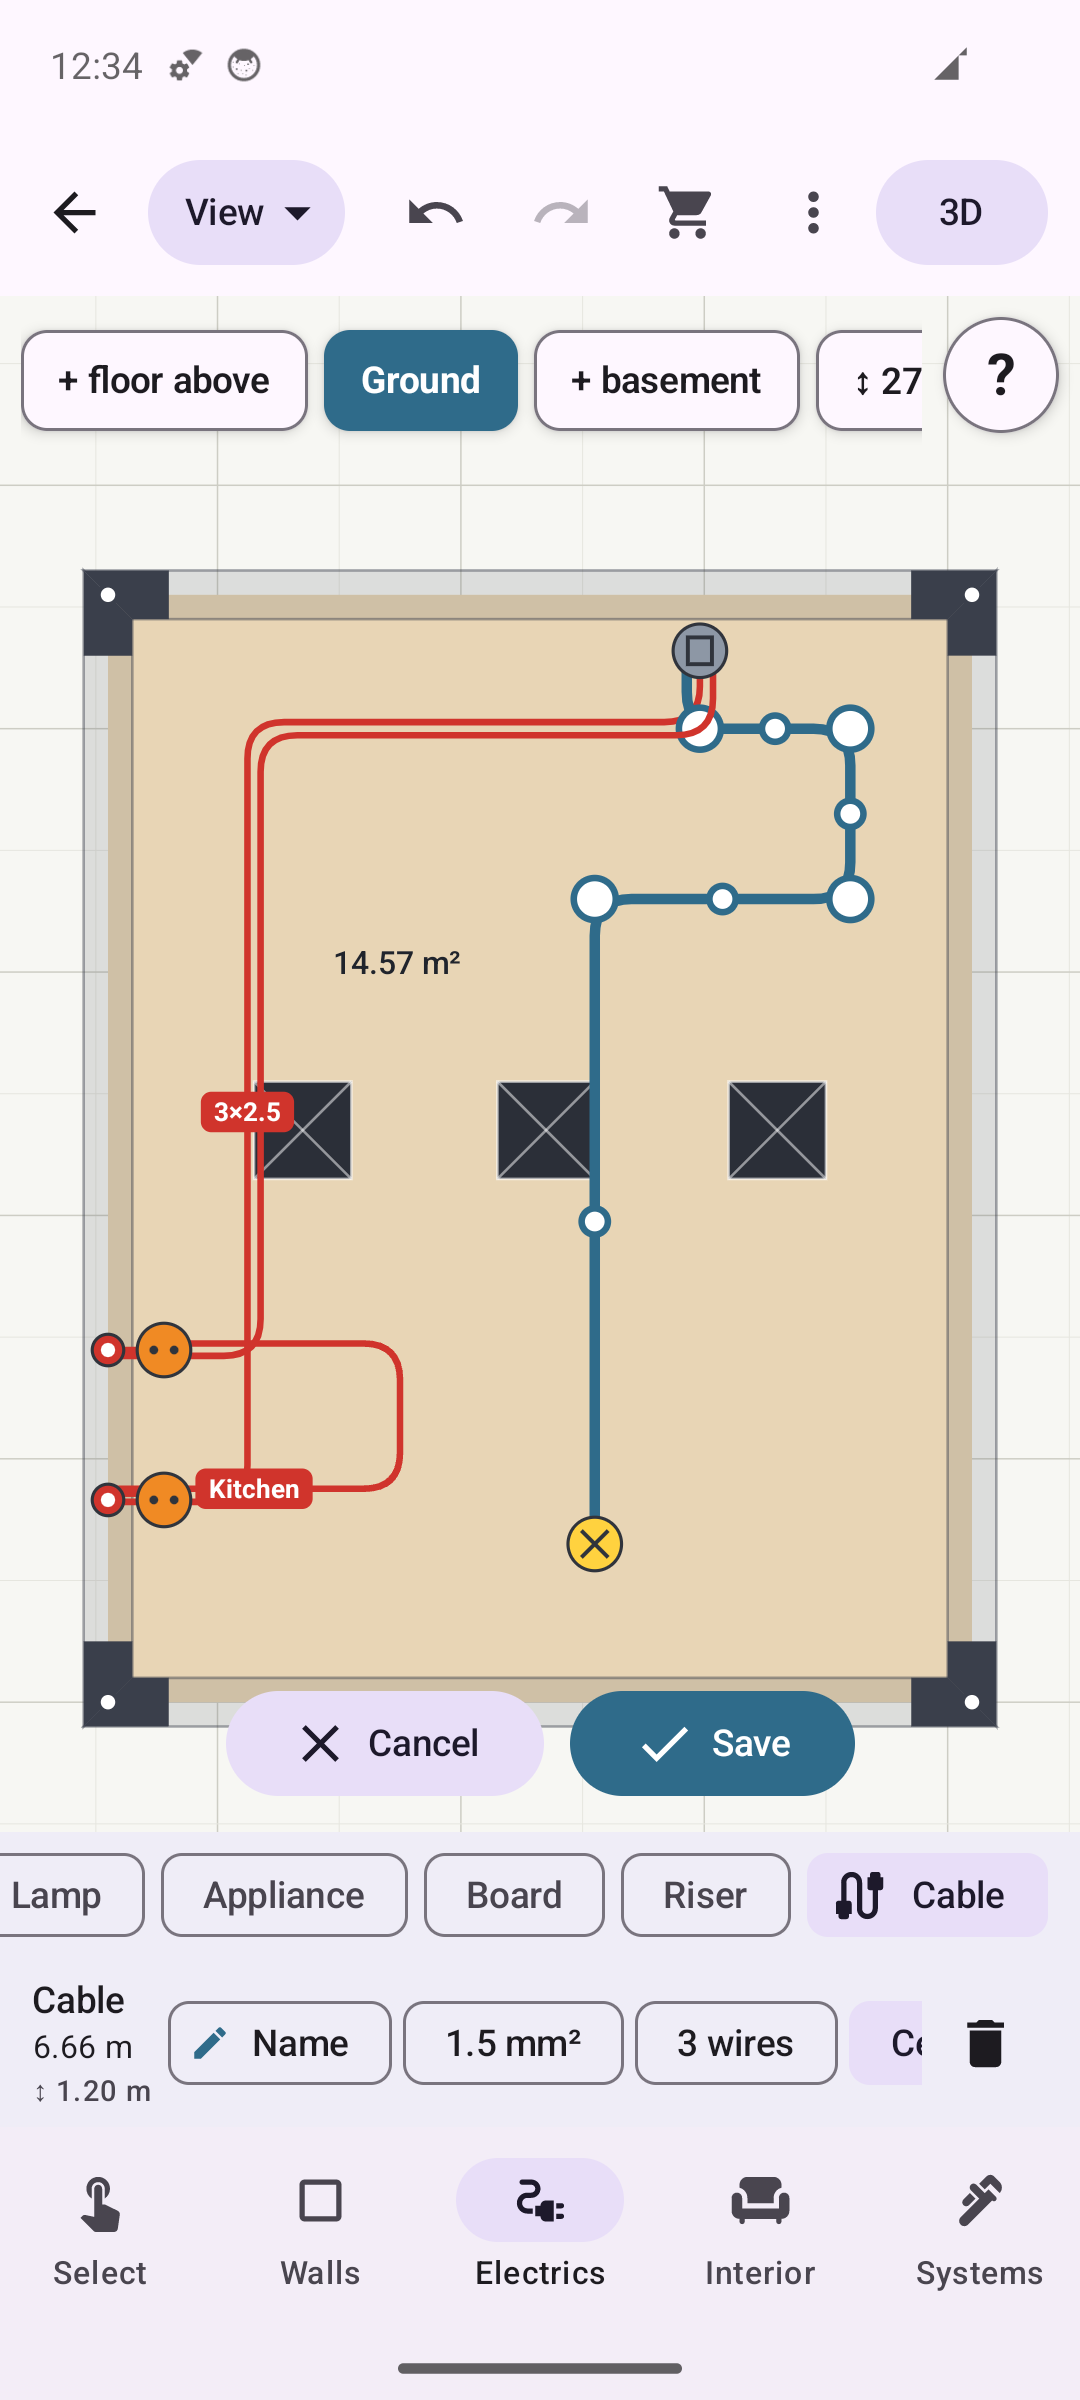 12:34
View
3D
+ floor above
Ground
+ basement
↕ 27
?
14.57 m²
3×2.5
Kitchen
Cancel
Save
Lamp
Appliance
Board
Riser
Cable
Cable
6.66 m
↕ 1.20 m
Name
1.5 mm²
3 wires
Ce
Select
Walls
Electrics
Interior
Systems